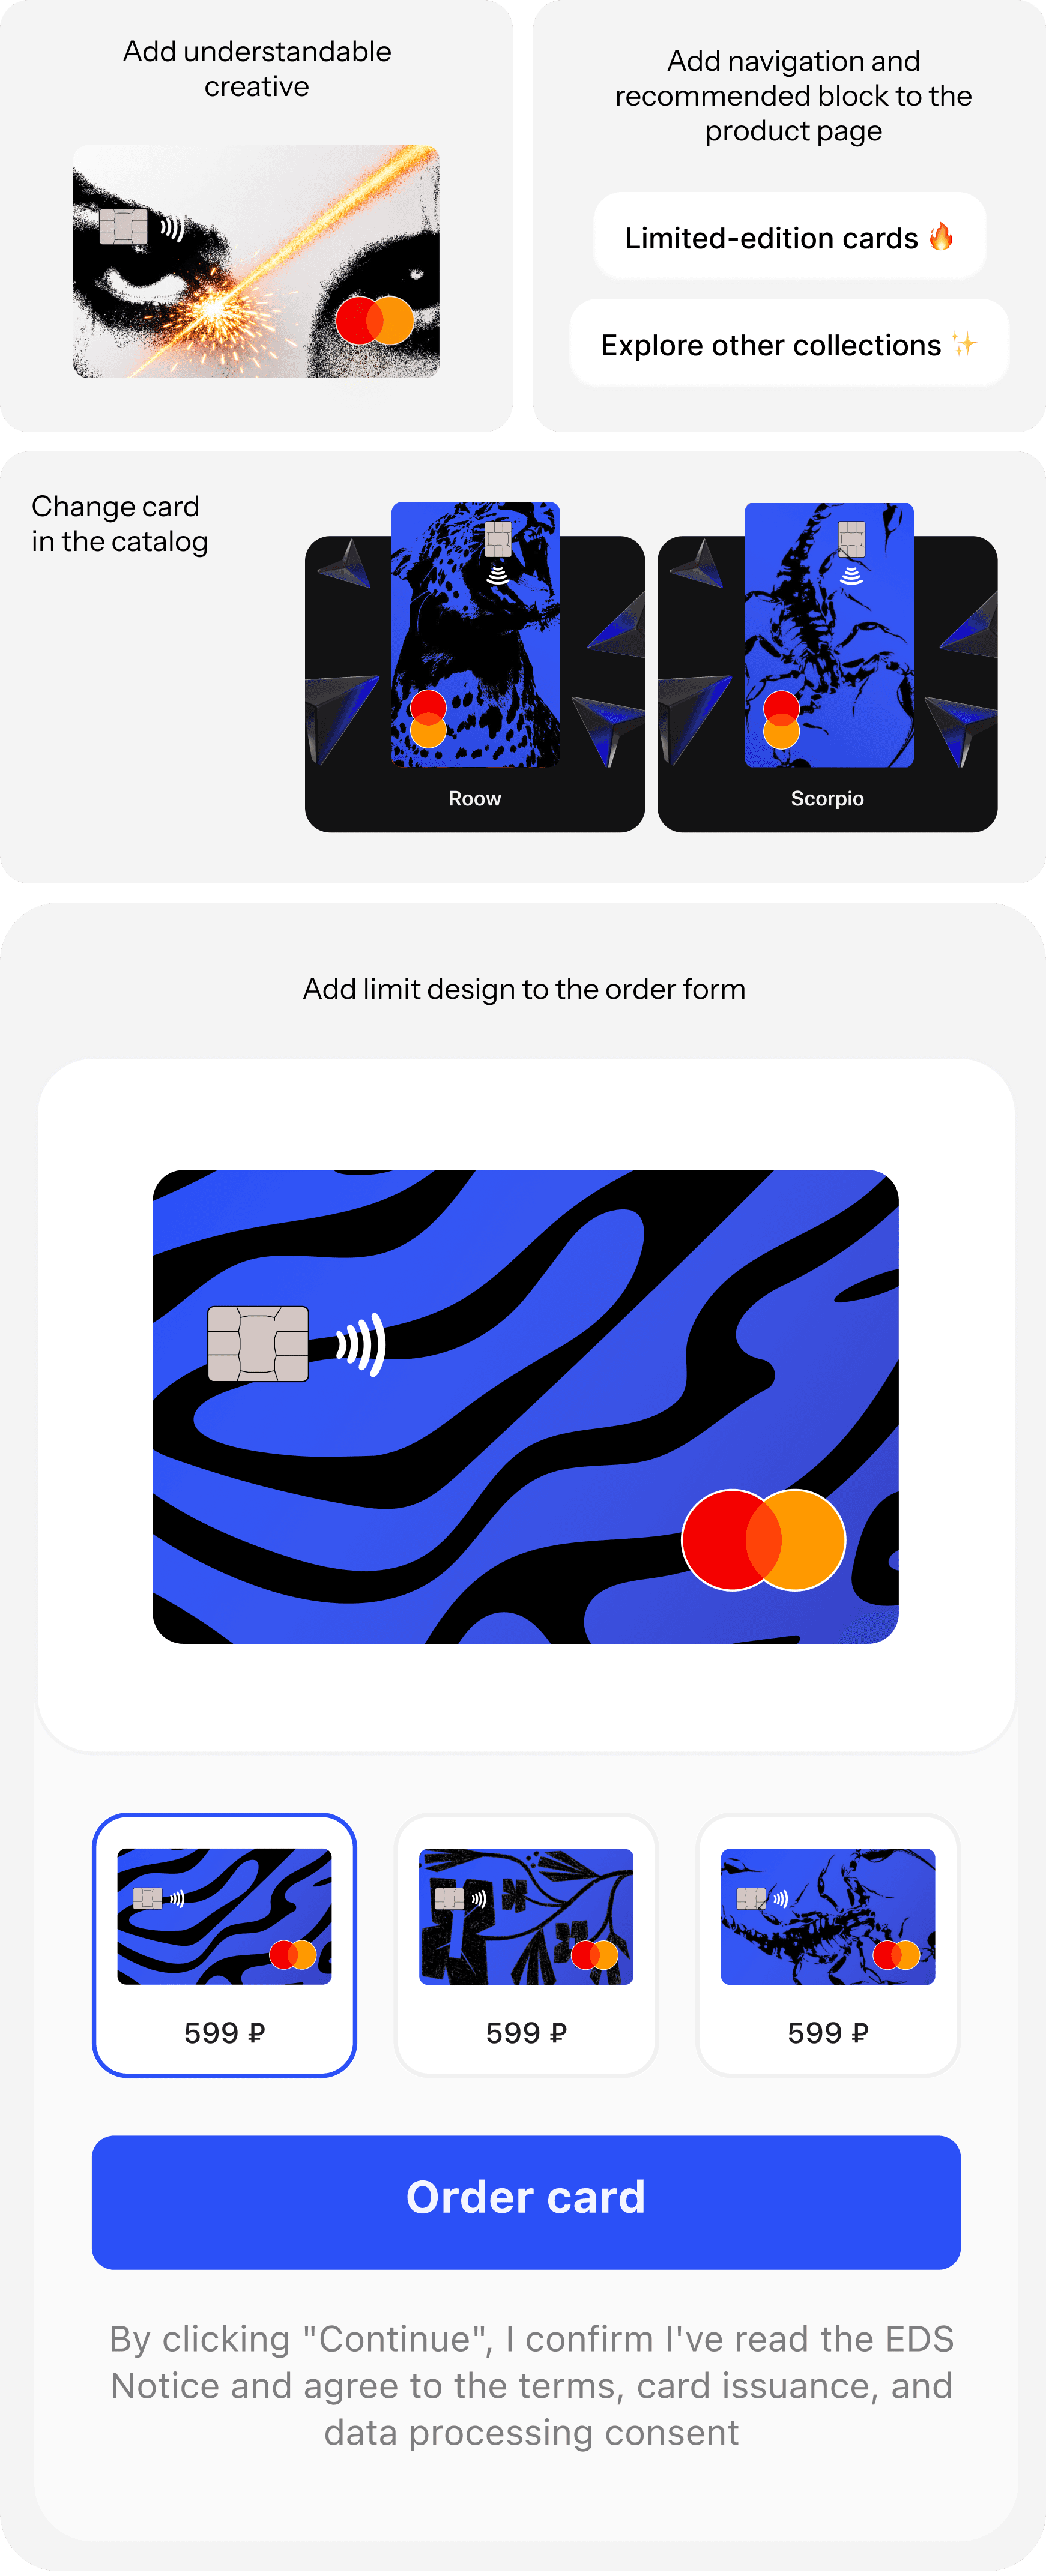 Add understandable
creative
Add navigation and
recommended block to the
product page
Limited-edition cards 🔥
Explore other collections ✨
Change card
in the catalog
Roow
Scorpio
Add limit design to the order form
599 ₽
599 ₽
599 ₽
Order card
By clicking "Continue", I confirm I've read the EDS
Notice and agree to the terms, card issuance, and
data processing consent